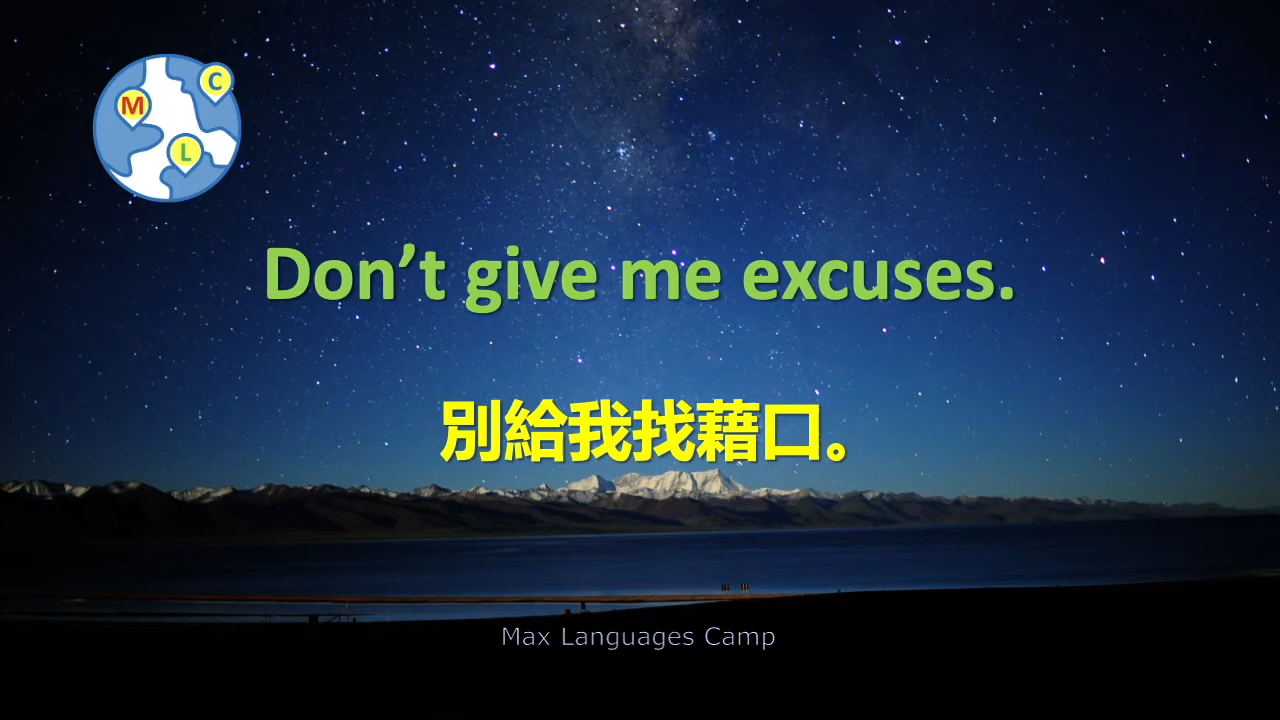 C
M
L
Don’t give me excuses.
別給我找藉口。
Max Languages Camp